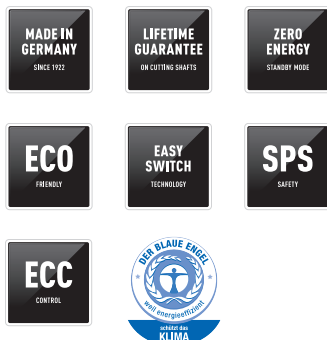 MADE IN
GERMANY
SINCE 1922
LIFETIME
GUARANTEE
ON CUTTING SHAFTS
ZERO
ENERGY
STANDBY MODE
ECO
FRIENDLY
EASY
SWITCH
TECHNOLOGY
SPS
SAFETY
ECC
CONTROL
DER BLAUE ENGEL
weil energieeffizient
schützt das
KLIMA